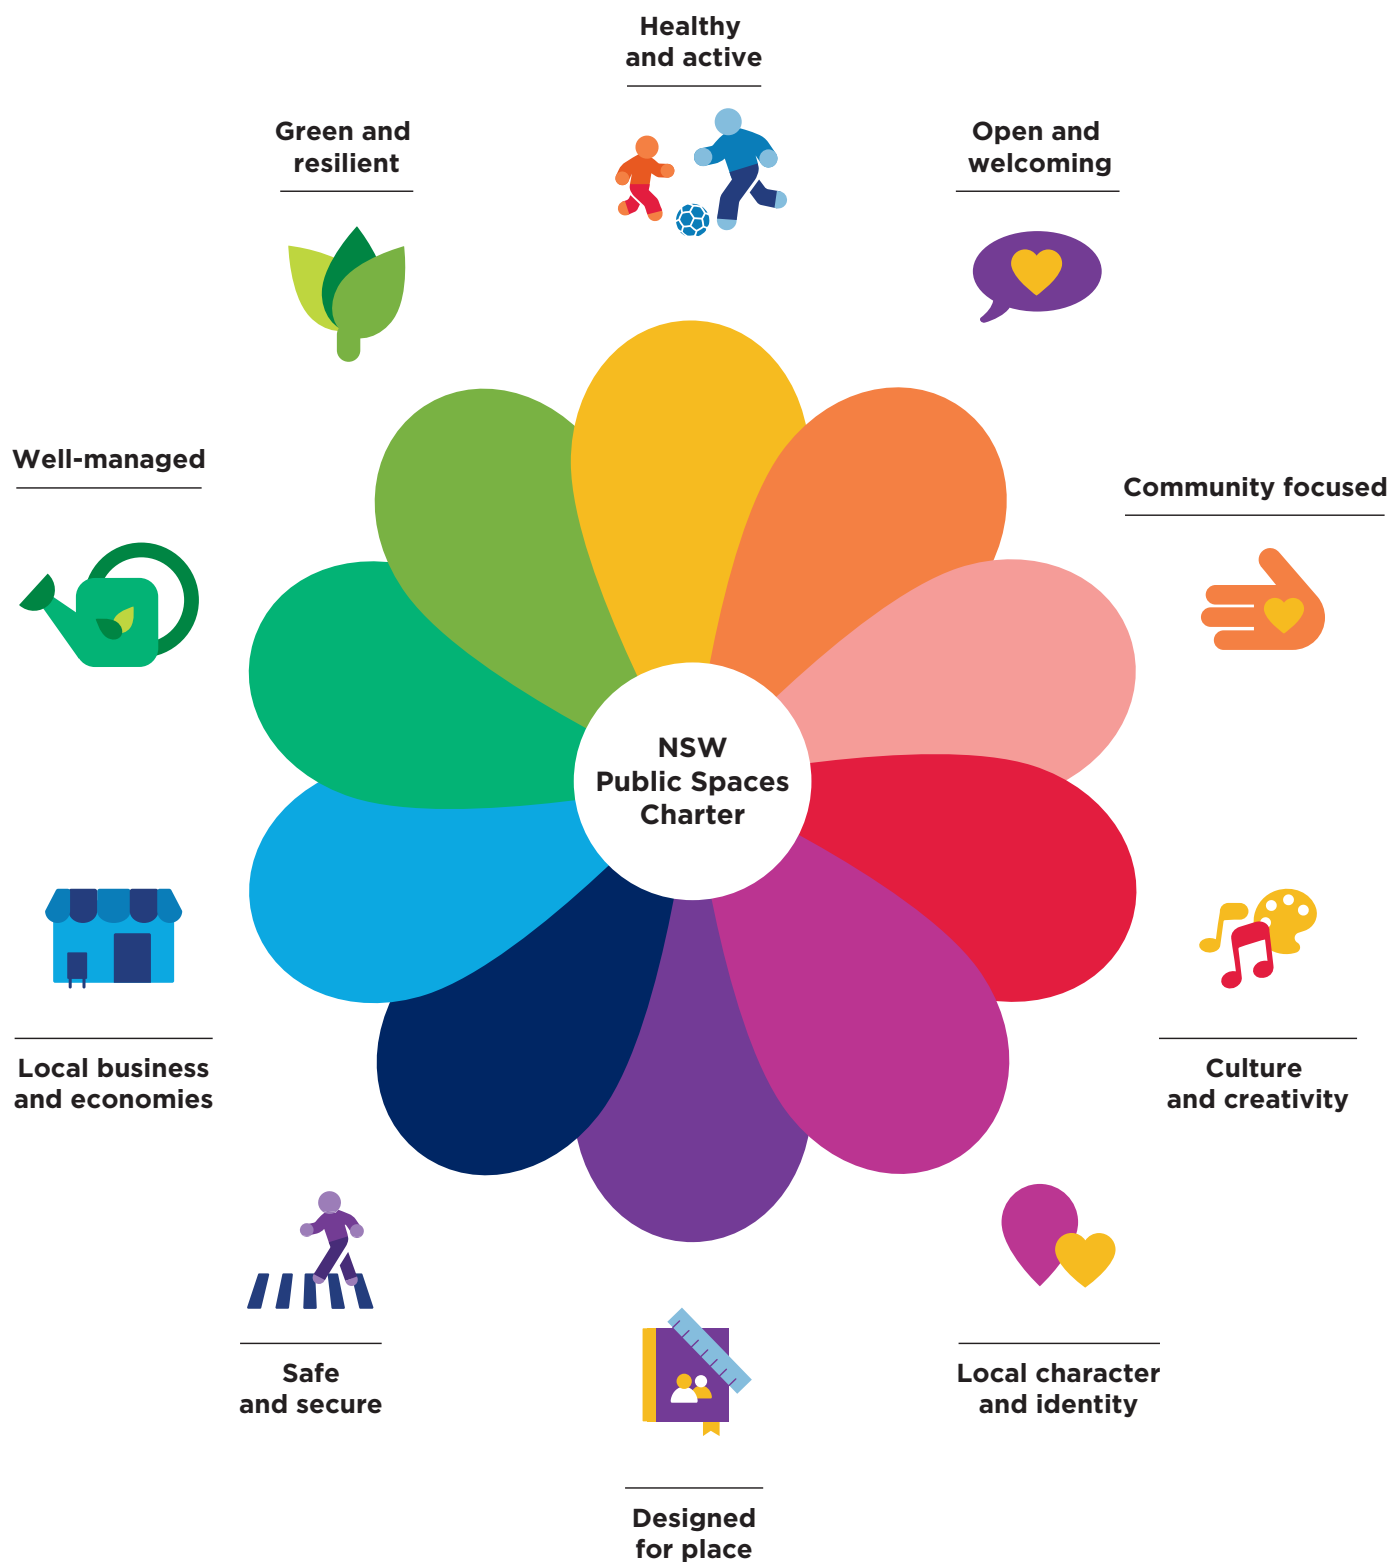 Healthy
and active
Green and
resilient
Open and
welcoming
Well-managed
Community focused
NSW
Public Spaces
Charter
Local business
and economies
Culture
and creativity
Safe
and secure
Local character
and identity
Designed
for place